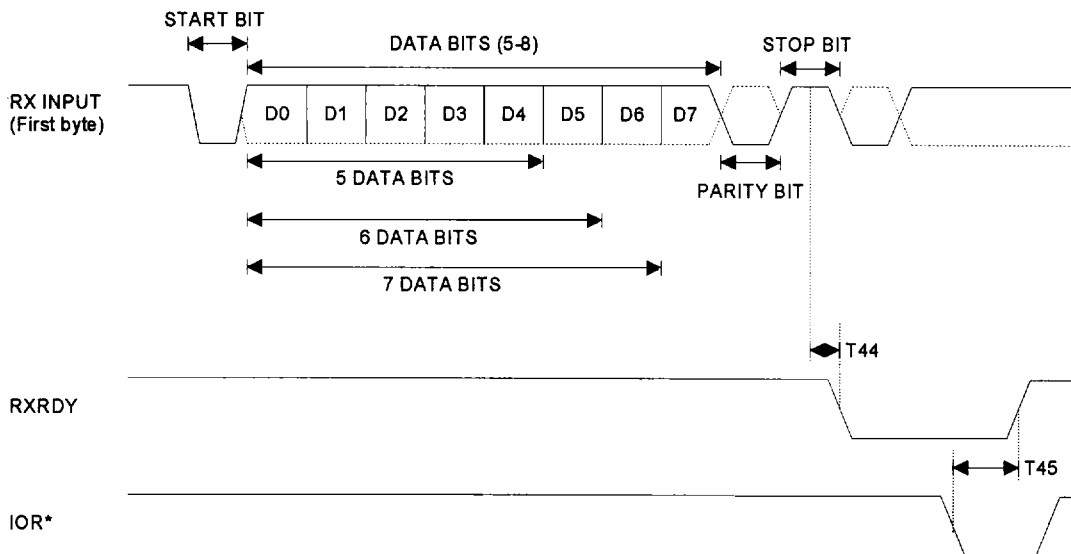 START BIT
DATA BITS (5-8)
STOP BIT
RX INPUT
(First byte)
D0 D1 D2 D3 D4 D5 D6 D7
5 DATA BITS
PARITY BIT
6 DATA BITS
7 DATA BITS
T44
RXRDY
T45
IOR*